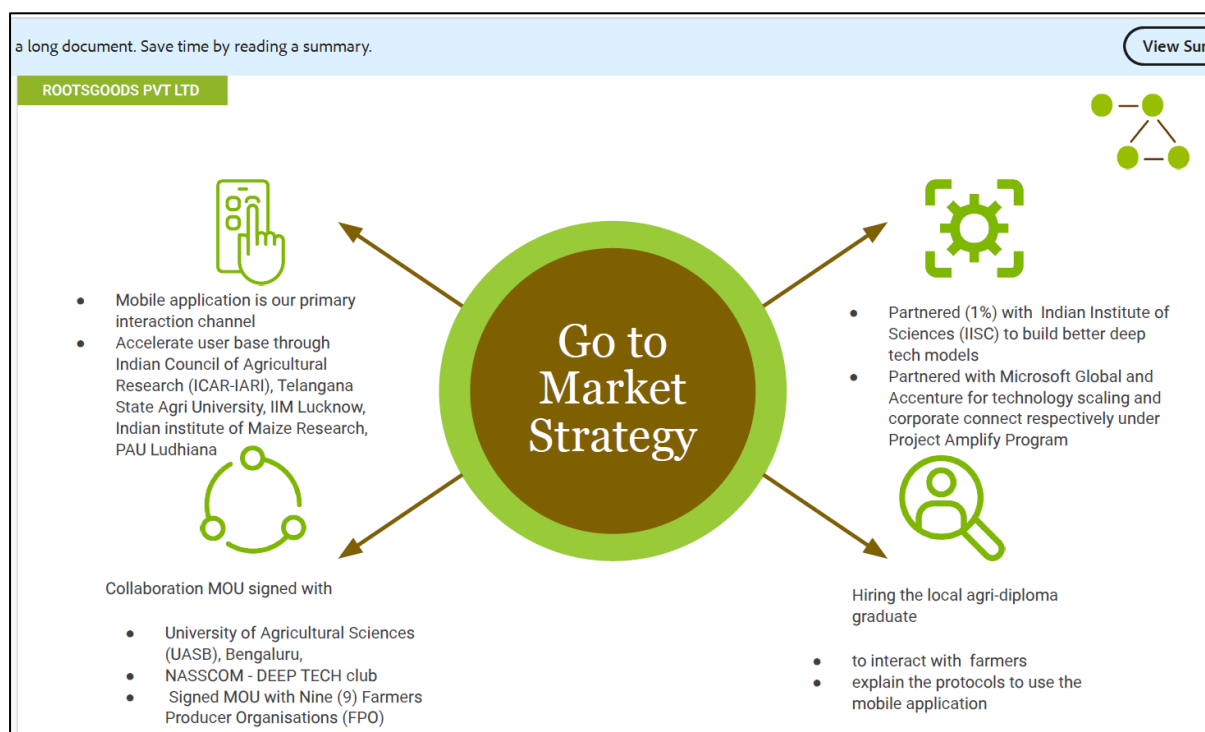 a long document. Save time by reading a summary.
View Sur
ROOTSGOODS PVT LTD
● Mobile application is our primary
interaction channel
● Accelerate user base through
Indian Council of Agricultural
Research (ICAR-IARI), Telangana
State Agri University, IIM Lucknow,
Indian institute of Maize Research,
PAU Ludhiana
Go to
Market
Strategy
● Partnered (1%) with Indian Institute of
Sciences (IISC) to build better deep
tech models
● Partnered with Microsoft Global and
Accenture for technology scaling and
corporate connect respectively under
Project Amplify Program
Collaboration MOU signed with
● University of Agricultural Sciences
(UASB), Bengaluru,
● NASSCOM - DEEP TECH club
● Signed MOU with Nine (9) Farmers
Producer Organisations (FPO)
Hiring the local agri-diploma
graduate
● to interact with farmers
● explain the protocols to use the
mobile application